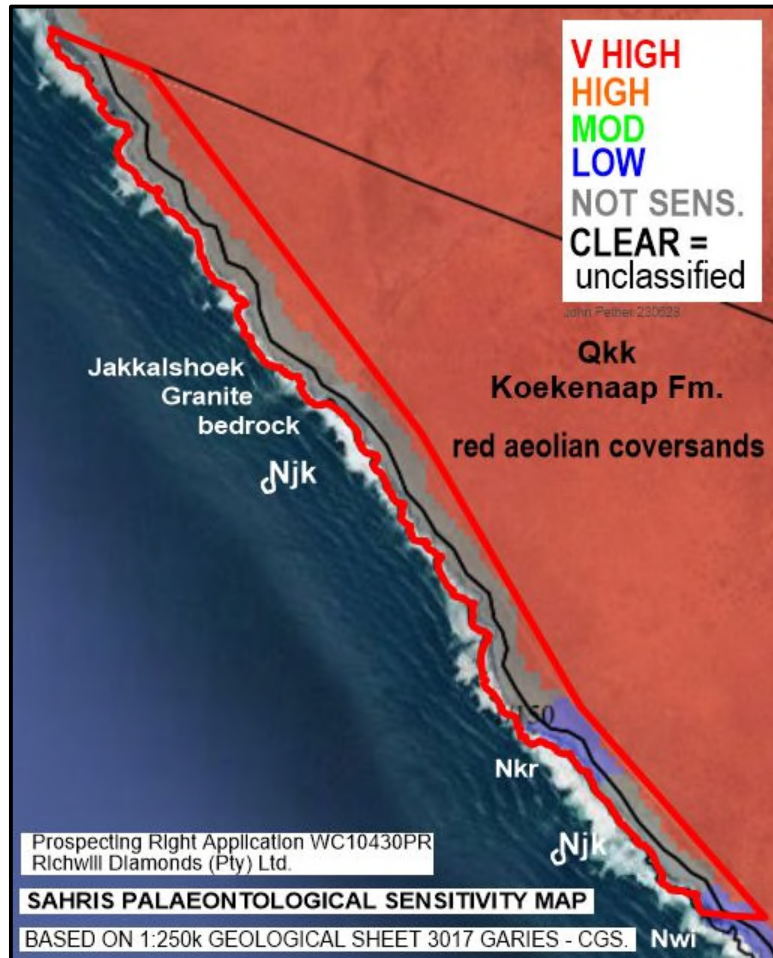 V HIGH
HIGH
MOD
LOW
NOT SENS.
CLEAR =
unclassified
John Pether 230628
Qkk
Koekenaap Fm.
red aeolian coversands
Jakkalshoek
Granite
bedrock
Njk
Nkr
Njk
Nwi
Prospecting Right Application WC10430PR
Richwill Diamonds (Pty) Ltd.
SAHRIS PALAEONTOLOGICAL SENSITIVITY MAP
BASED ON 1:250k GEOLOGICAL SHEET 3017 GARIES - CGS.